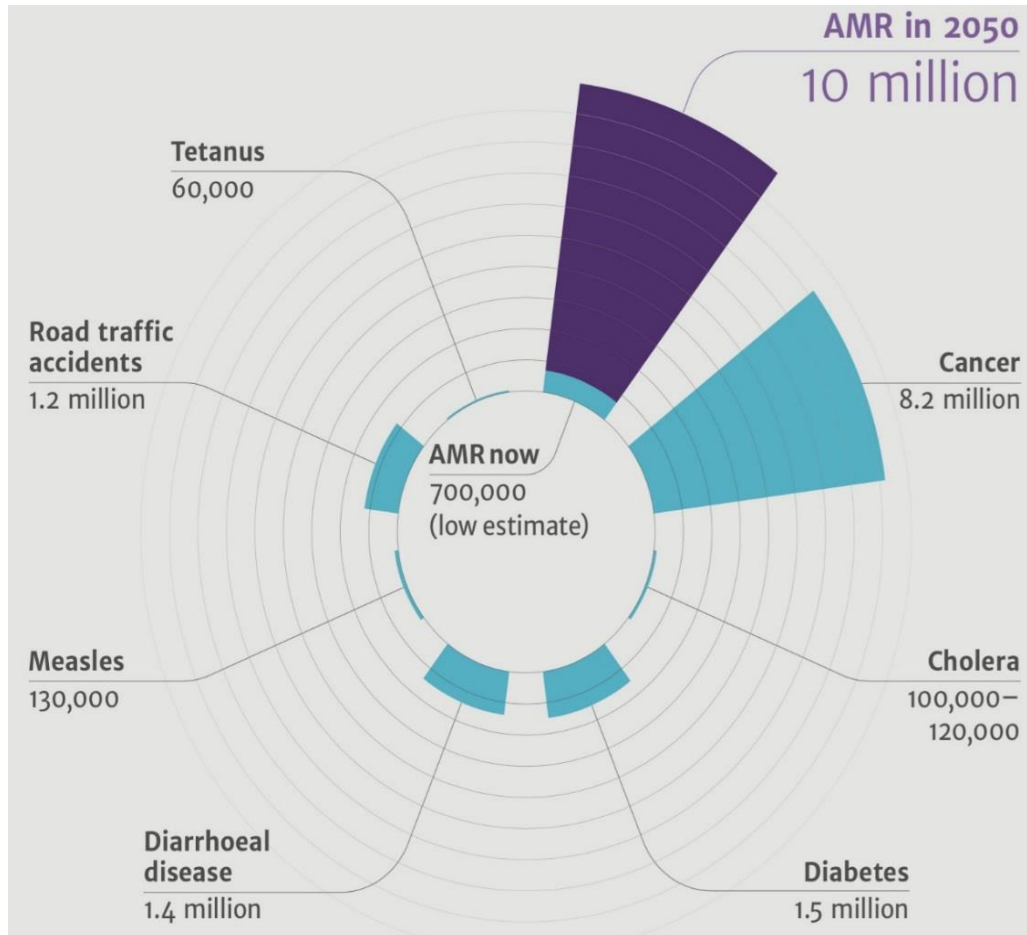 AMR in 2050
10 million
Tetanus
60,000
Road traffic
accidents
1.2 million
Cancer
8.2 million
AMR now
700,000
(low estimate)
Measles
130,000
Cholera
100,000–
120,000
Diarrhoeal
disease
1.4 million
Diabetes
1.5 million